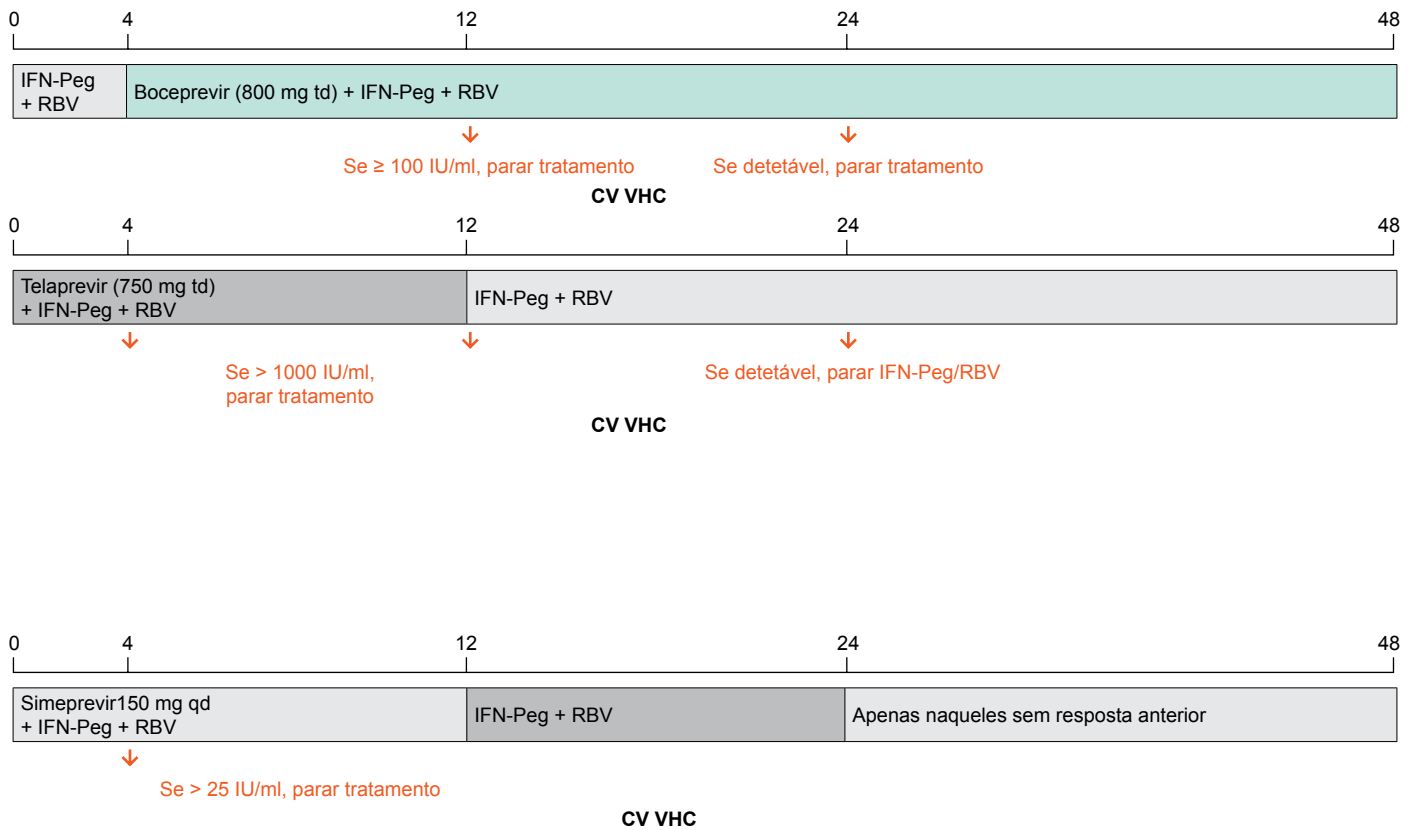 0 4 12 24 48
IFN-Peg
+ RBV
Boceprevir (800 mg td) + IFN-Peg + RBV
Se ≥ 100 IU/ml, parar tratamento
Se detetável, parar tratamento
CV VHC
0 4 12 24 48
Telaprevir (750 mg td)
+ IFN-Peg + RBV
IFN-Peg + RBV
Se > 1000 IU/ml,
parar tratamento
Se detetável, parar IFN-Peg/RBV
CV VHC
0 4 12 24 48
Simeprevir150 mg qd
+ IFN-Peg + RBV
IFN-Peg + RBV
Apenas naqueles sem resposta anterior
Se > 25 IU/ml, parar tratamento
CV VHC